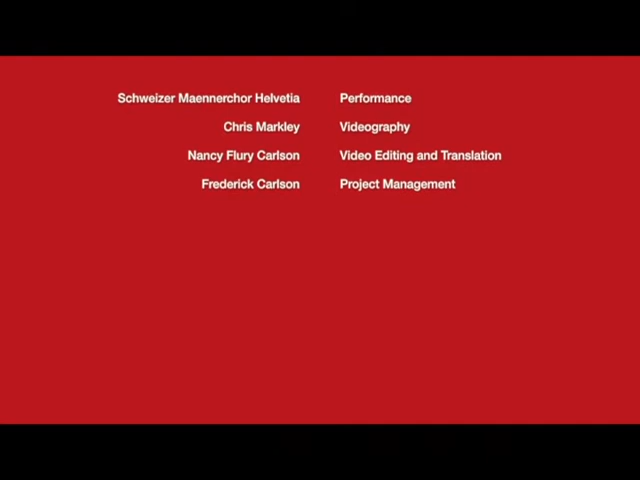 Schweizer Maennerchor Helvetia Performance
Chris Markley Videography
Nancy Flury Carlson Video Editing and Translation
Frederick Carlson Project Management